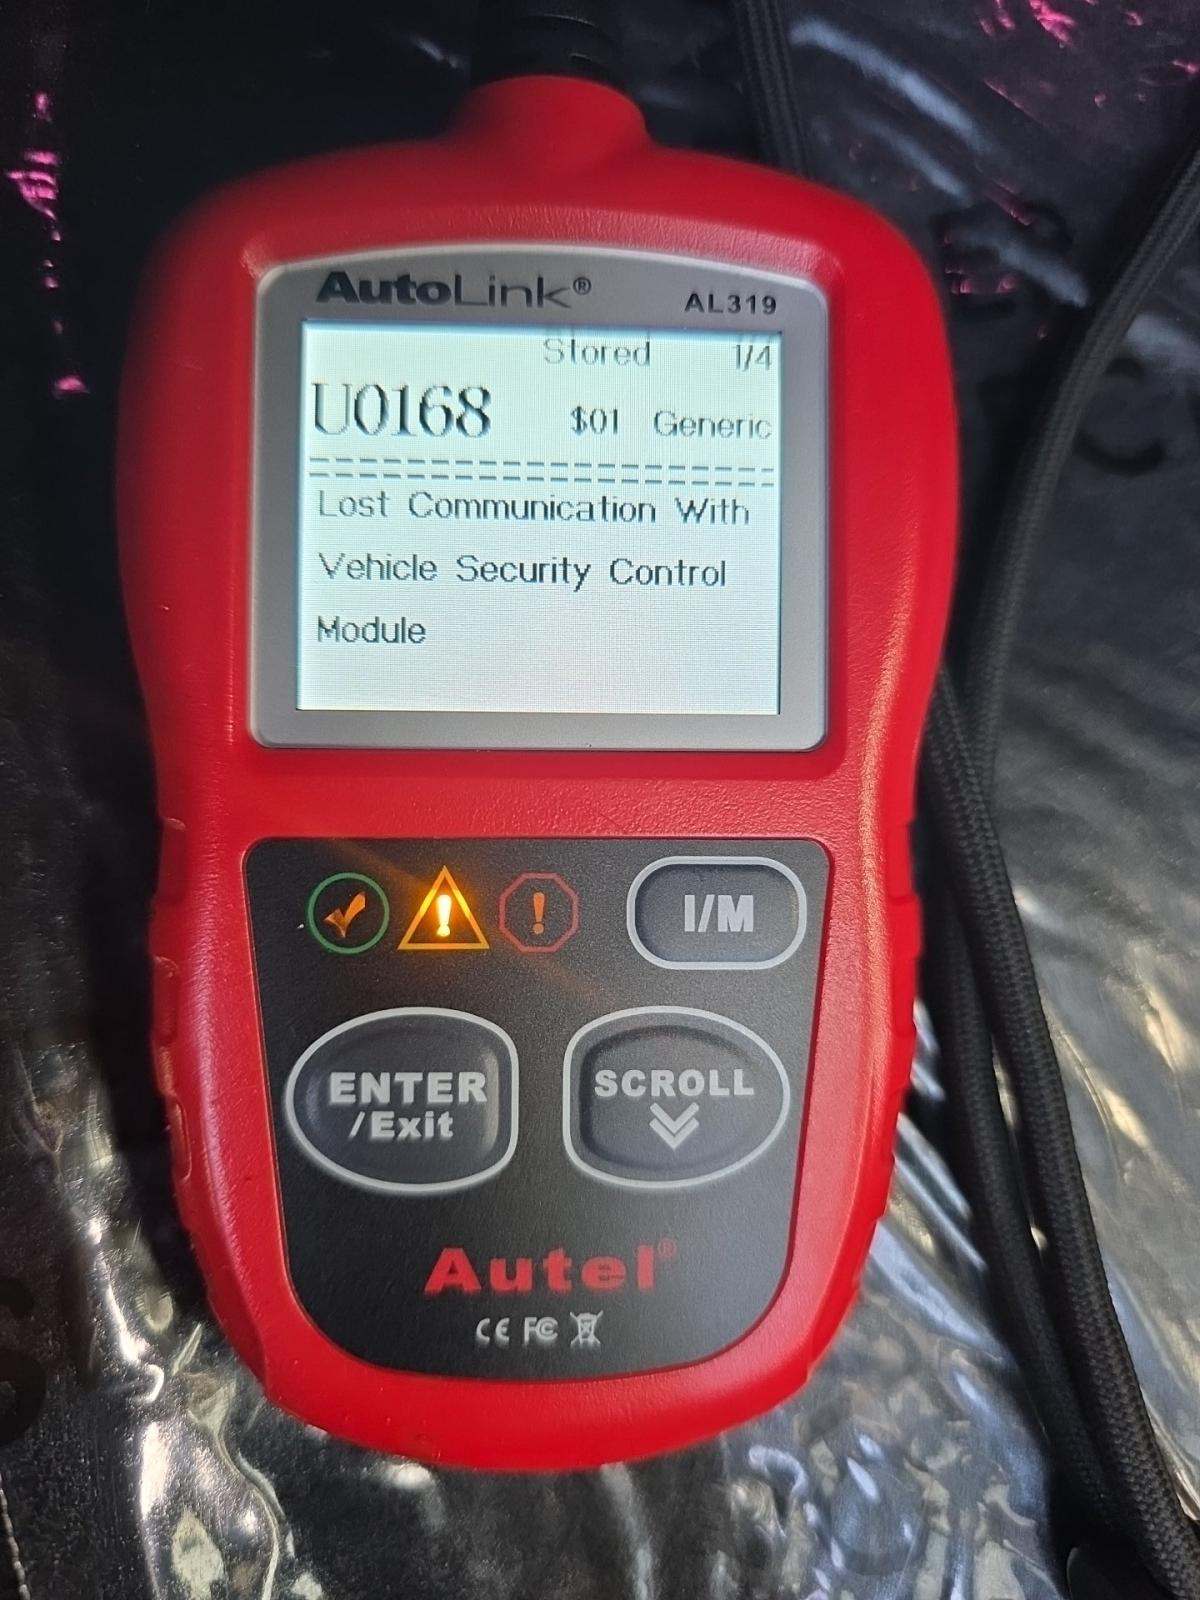 AutoLink® AL319
Stored 1/4
U0168 $01 Generic
Lost Communication With
Vehicle Security Control
Module
I/M
ENTER
/Exit
SCROLL
Autel®
CE FC